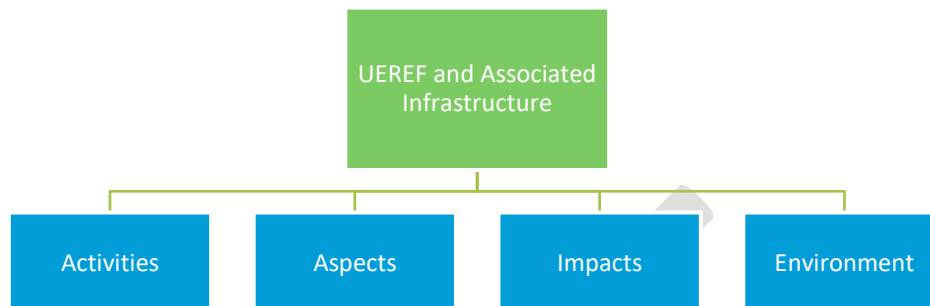 UEREF and Associated
Infrastructure
Activities
Aspects
Impacts
Environment